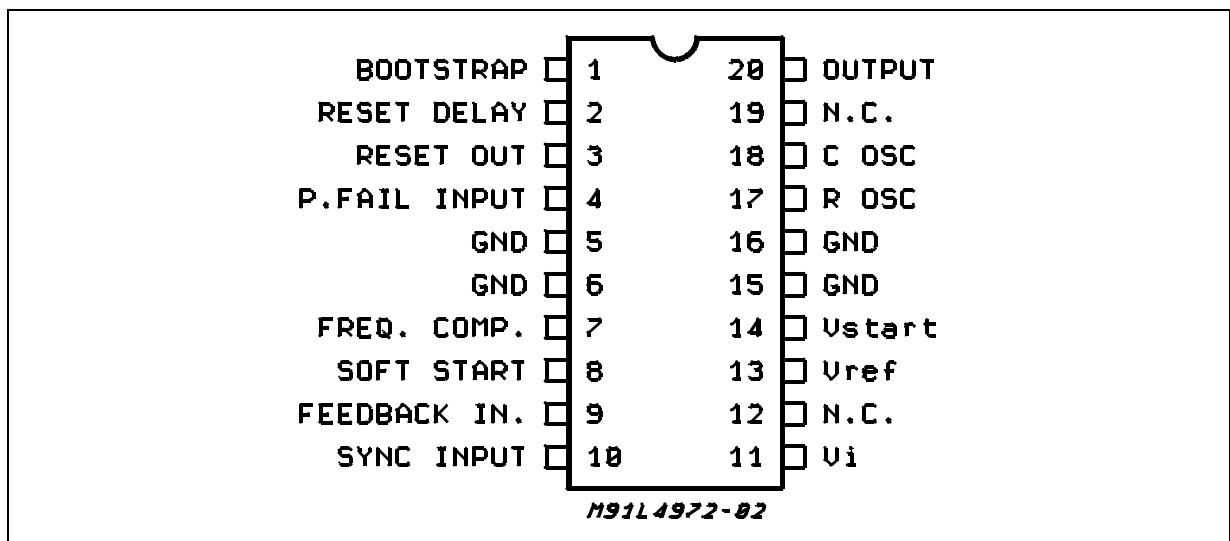 BOOTSTRAP 1 20 OUTPUT
RESET DELAY 2 19 N.C.
RESET OUT 3 18 C OSC
P.FAIL INPUT 4 17 R OSC
GND 5 16 GND
GND 6 15 GND
FREQ. COMP. 7 14 Vstart
SOFT START 8 13 Vref
FEEDBACK IN. 9 12 N.C.
SYNC INPUT 10 11 Vi
M91L4972-02